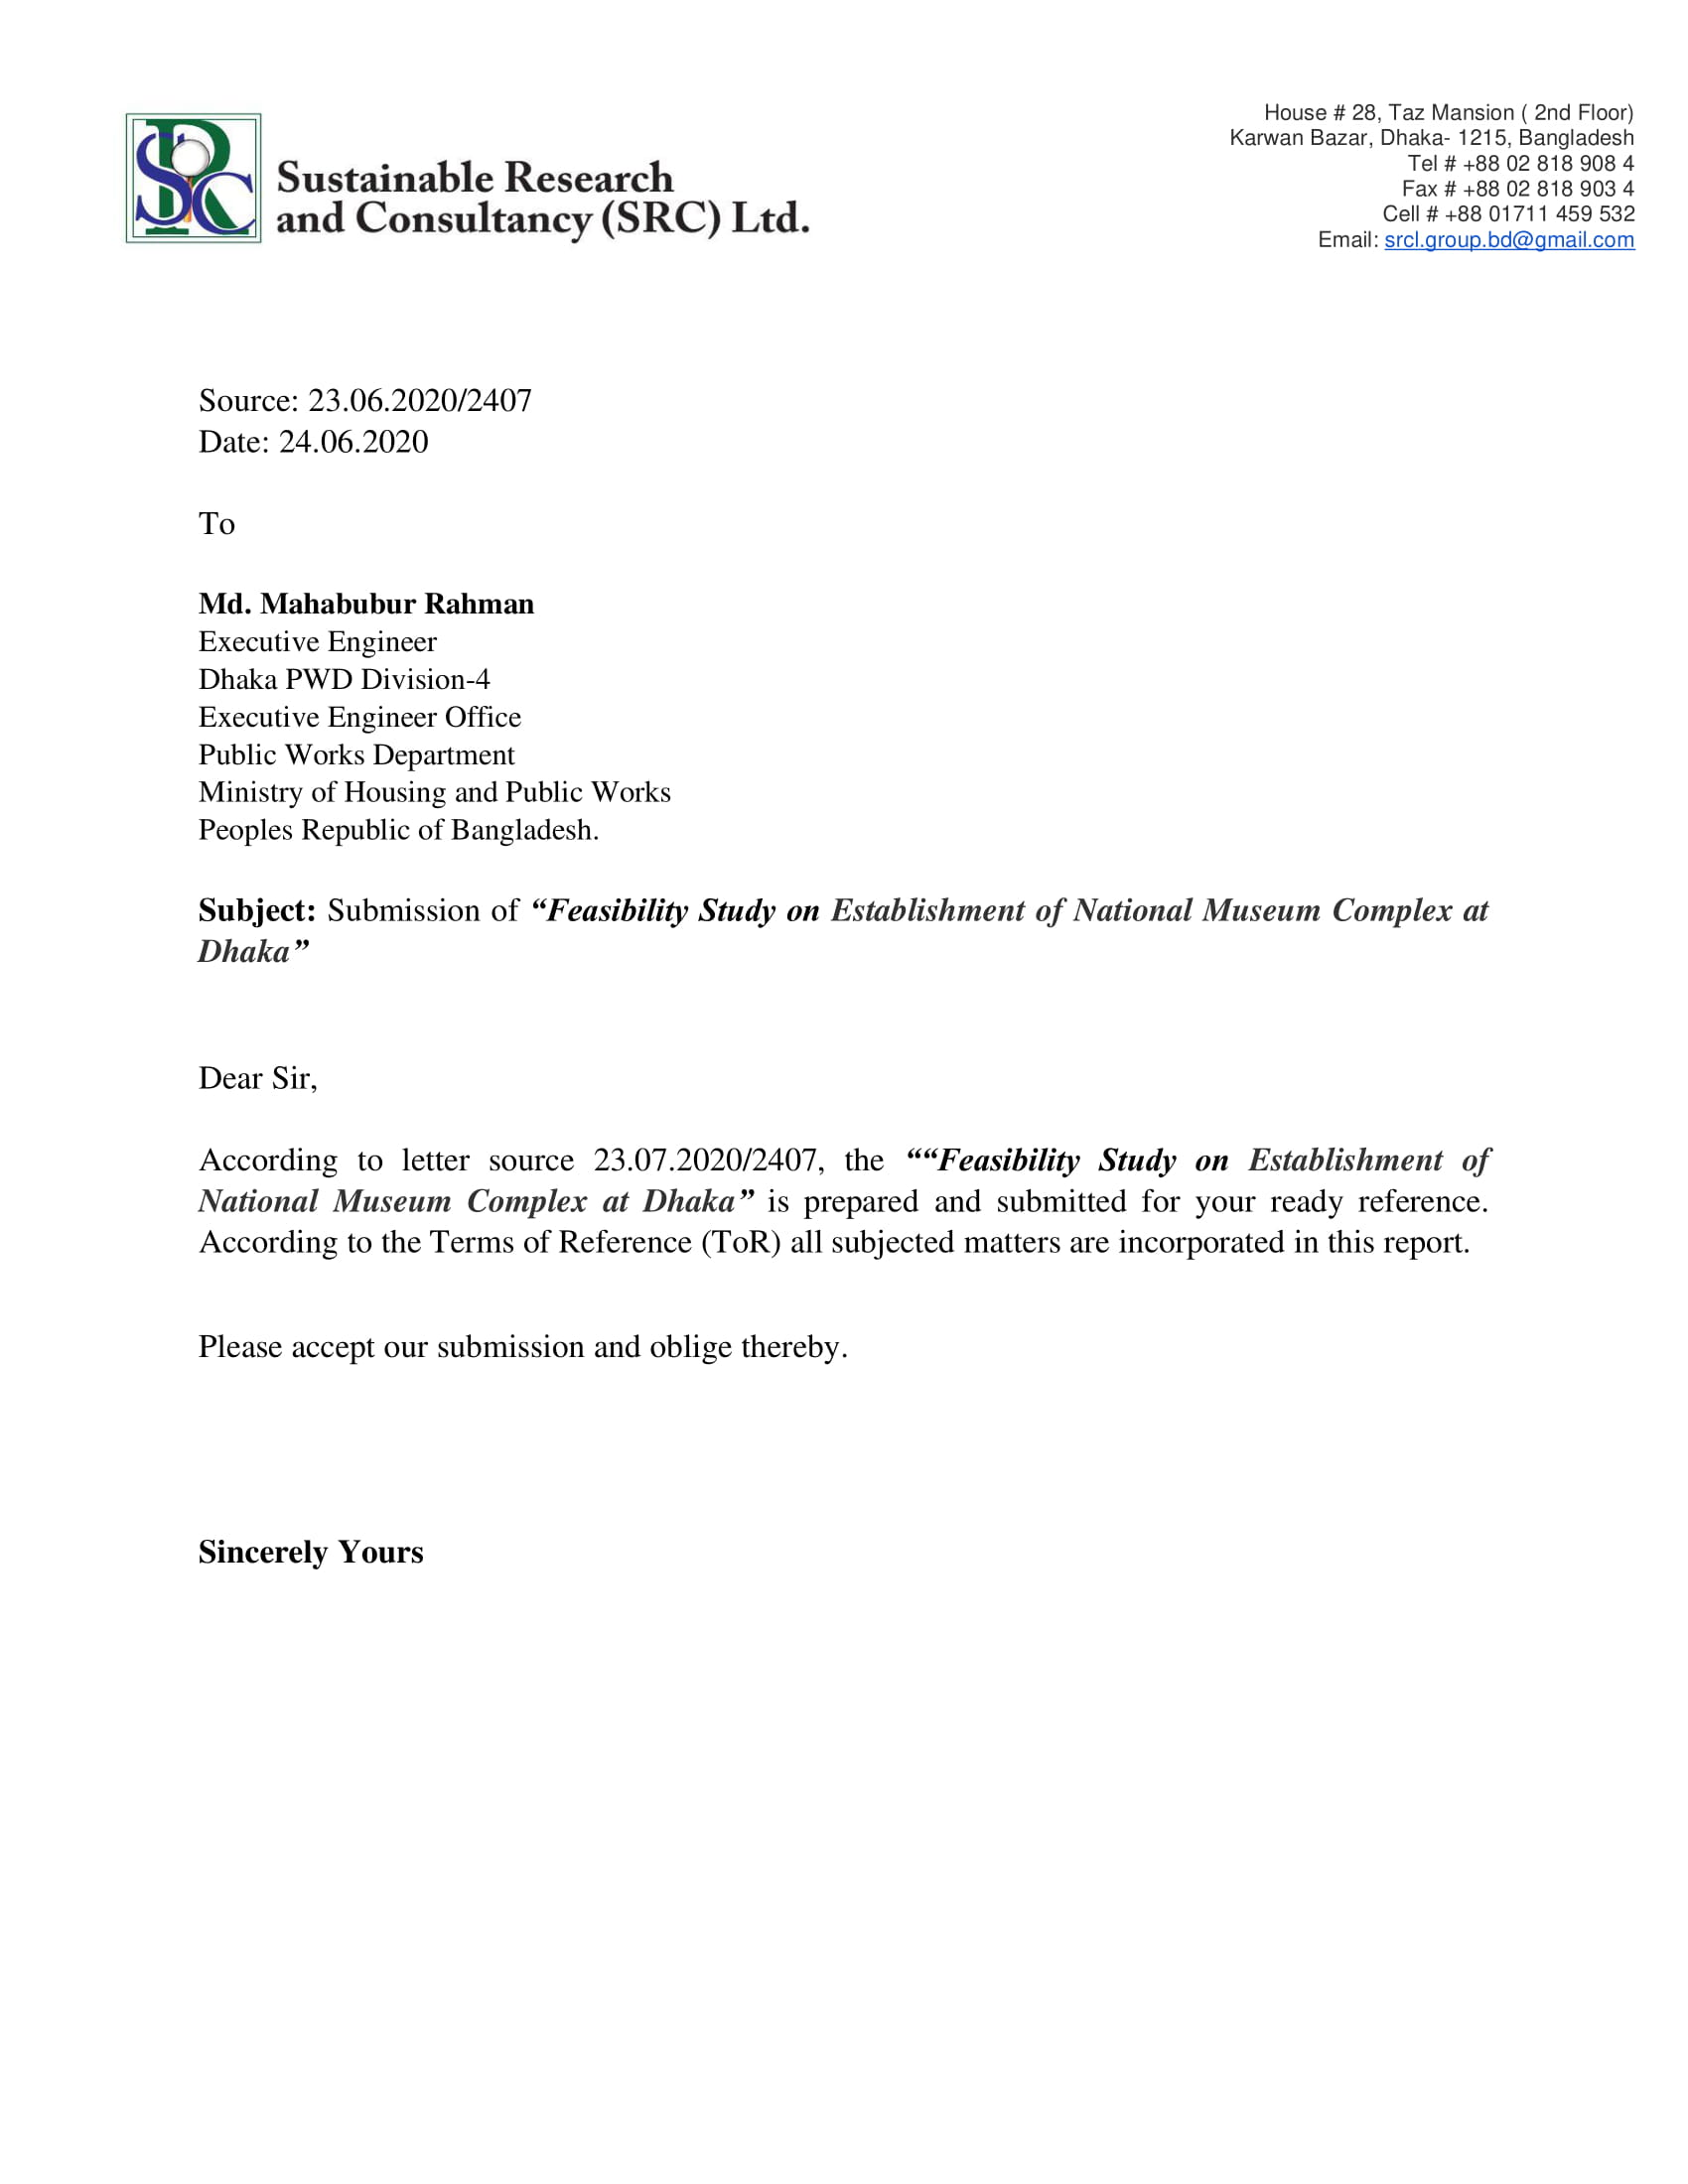 SRC
Sustainable Research
and Consultancy (SRC) Ltd.
House # 28, Taz Mansion ( 2nd Floor)
Karwan Bazar, Dhaka- 1215, Bangladesh
Tel # +88 02 818 908 4
Fax # +88 02 818 903 4
Cell # +88 01711 459 532
Email: srcl.group.bd@gmail.com
Source: 23.06.2020/2407
Date: 24.06.2020
To
Md. Mahabubur Rahman
Executive Engineer
Dhaka PWD Division-4
Executive Engineer Office
Public Works Department
Ministry of Housing and Public Works
Peoples Republic of Bangladesh.
Subject: Submission of “Feasibility Study on Establishment of National Museum Complex at
Dhaka”
Dear Sir,
According to letter source 23.07.2020/2407, the ““Feasibility Study on Establishment of
National Museum Complex at Dhaka” is prepared and submitted for your ready reference.
According to the Terms of Reference (ToR) all subjected matters are incorporated in this report.
Please accept our submission and oblige thereby.
Sincerely Yours